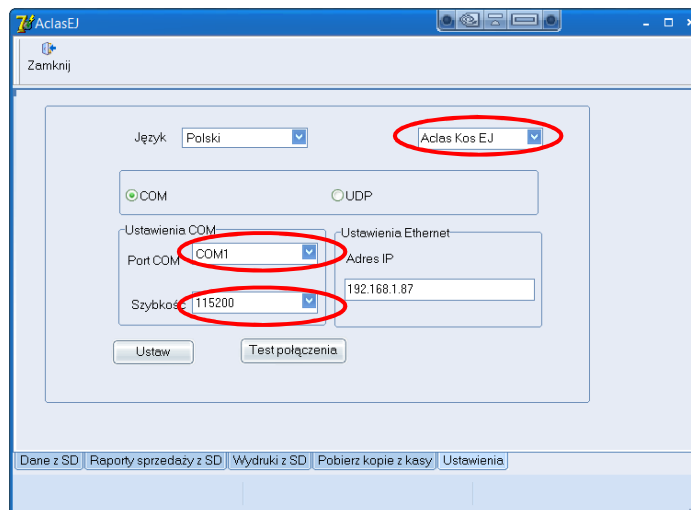 AclasEJ
Zamknij
Język Polski Aclas Kos EJ
COM UDP
Ustawienia COM Ustawienia Ethernet
Port COM COM1 Adres IP
192.168.1.87
Szybkość 115200
Ustaw Test połączenia
Dane z SD Raporty sprzedaży z SD Wydruki z SD Pobierz kopie z kasy Ustawienia